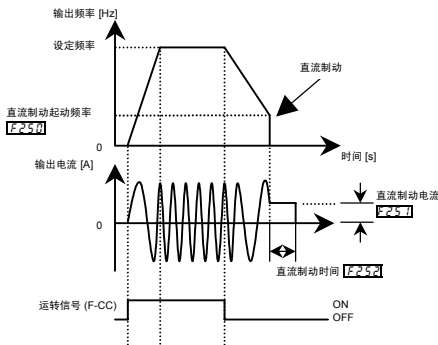 输出频率 [Hz]
设定频率
直流制动
直流制动起动频率
F250
0
时间 [s]
输出电流 [A]
直流制动电流
F251
0
直流制动时间 F252
运转信号 (F-CC)
ON
OFF